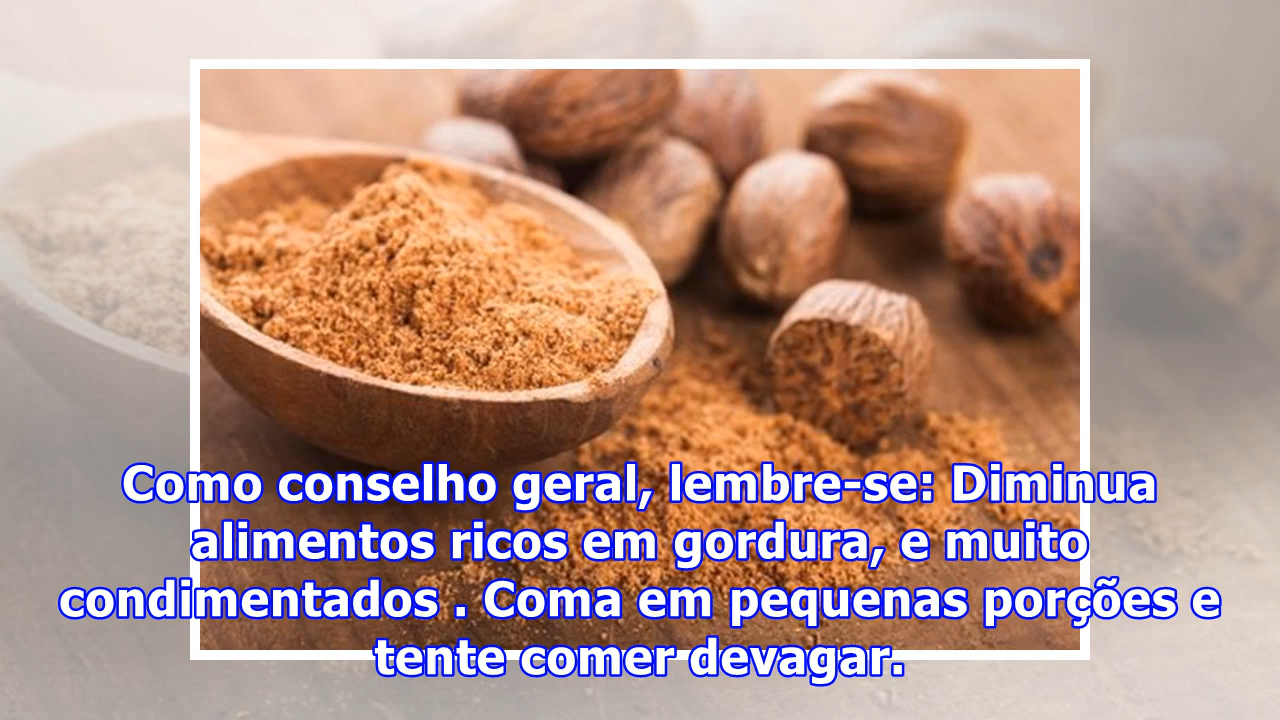 Como conselho geral, lembre-se: Diminua
alimentos ricos em gordura, e muito
condimentados . Coma em pequenas porções e
tente comer devagar.